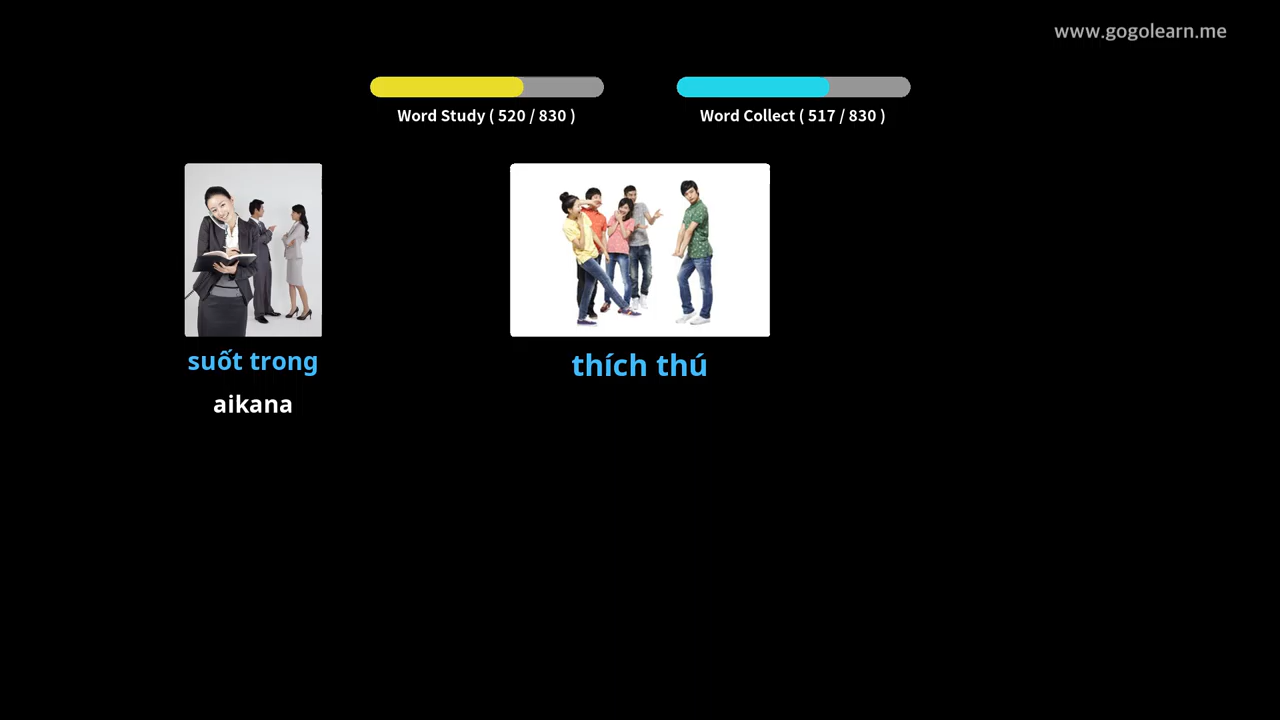 www.gogolearn.me
Word Study ( 520 / 830 )
Word Collect ( 517 / 830 )
suốt trong
aikana
thích thú